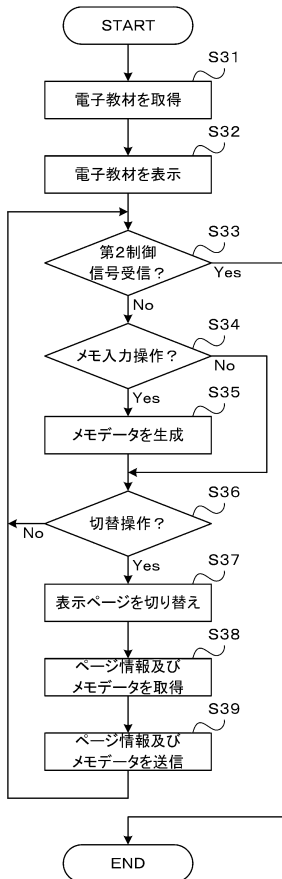 START
S31
電子教材を取得
S32
電子教材を表示
S33
第2制御
信号受信？
Yes
No
S34
メモ入力操作？
No
Yes
S35
メモデータを生成
S36
切替操作？
No
Yes
S37
表示ページを切り替え
S38
ページ情報及び
メモデータを取得
S39
ページ情報及び
メモデータを送信
END